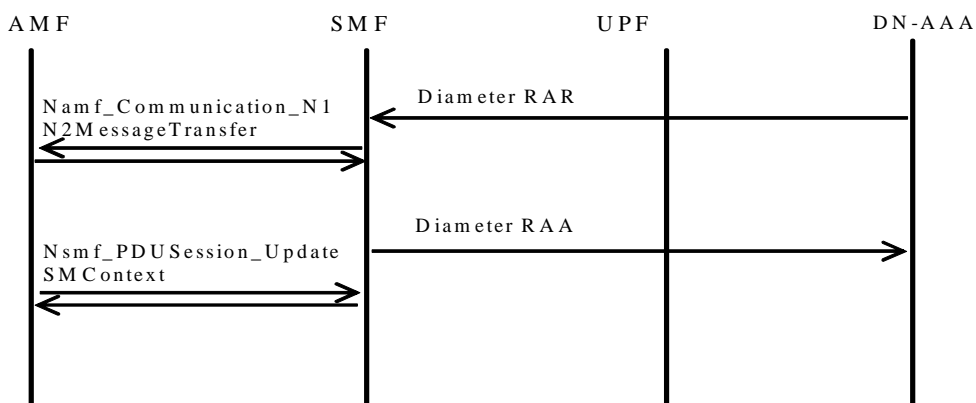 AMF
SMF
UPF
DN-AAA
Diameter RAR
Namf_Communication_N1
N2MessageTransfer
Diameter RAA
Nsmf_PDUSession_Update
SMContext